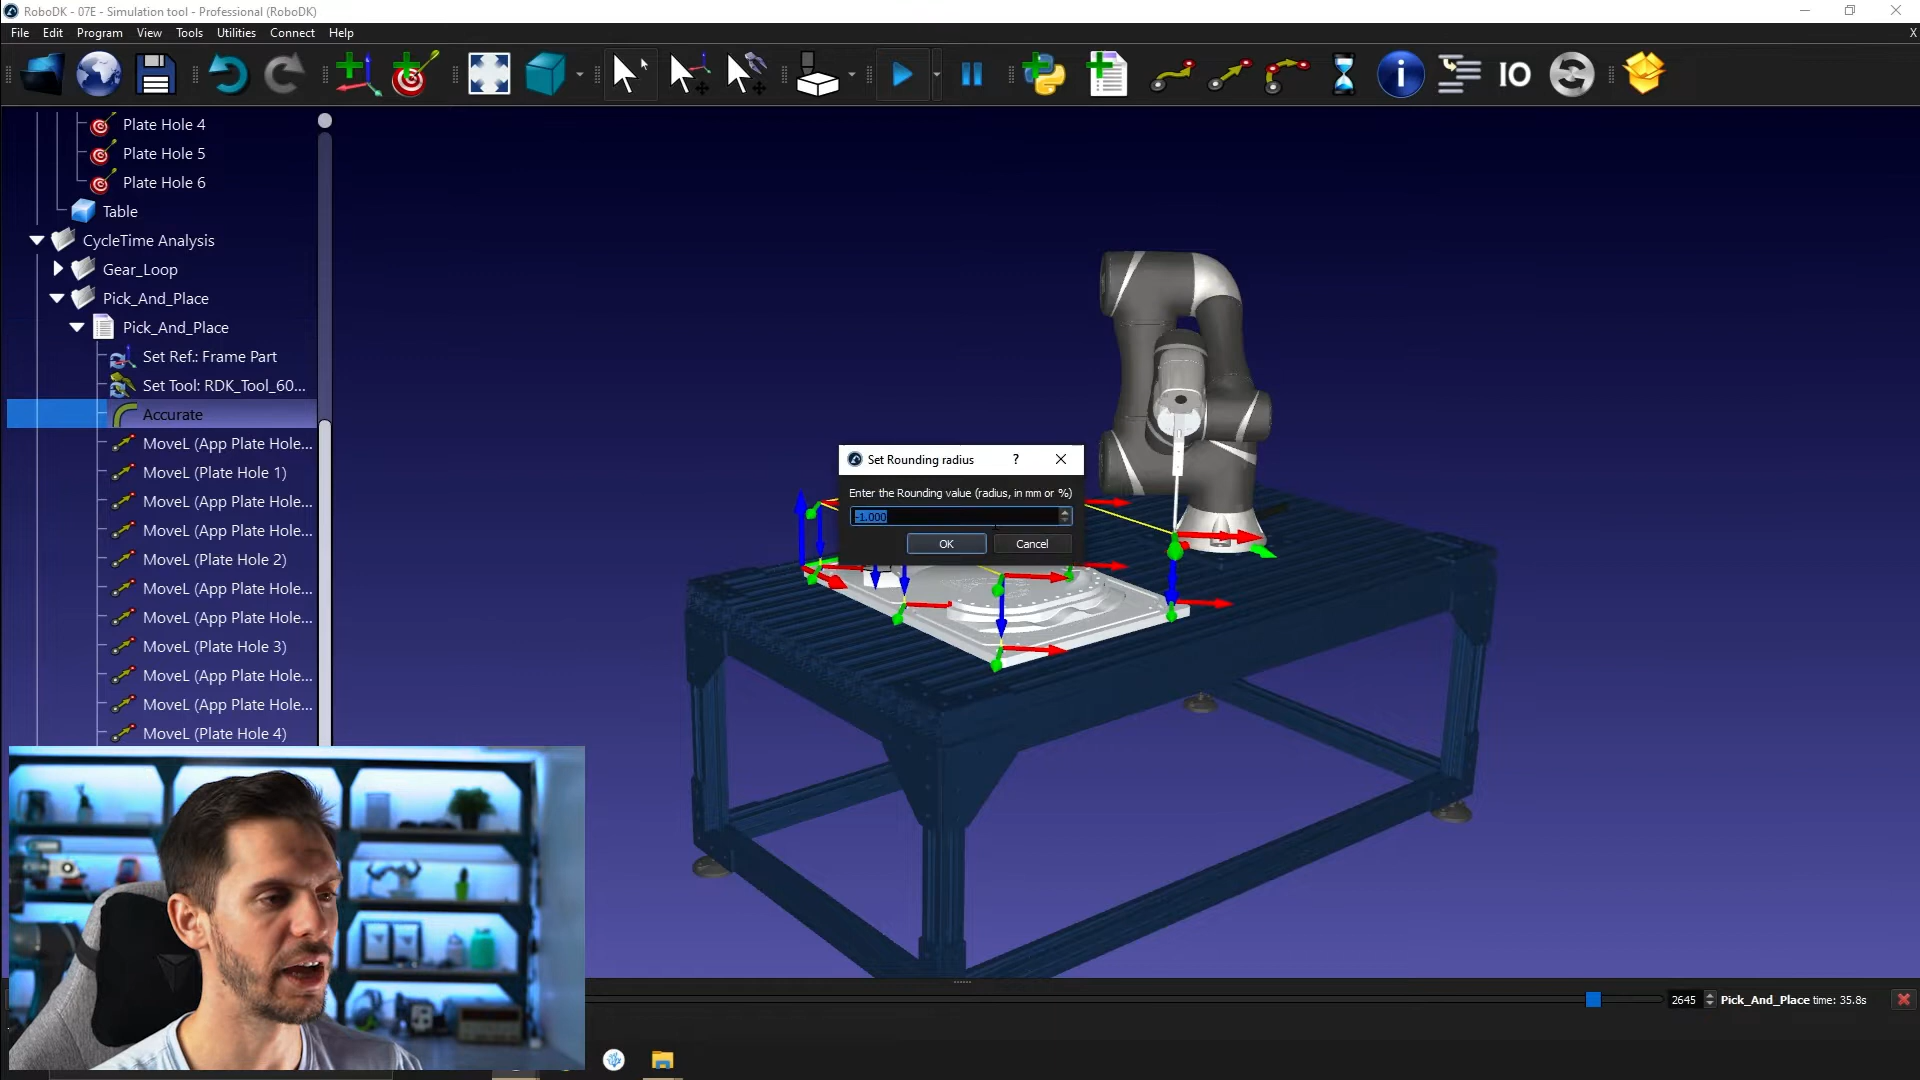 RoboDK - 07E - Simulation tool - Professional (RoboDK)
File Edit Program View Tools Utilities Connect Help
X
IO
Plate Hole 4
Plate Hole 5
Plate Hole 6
Table
CycleTime Analysis
Gear_Loop
Pick_And_Place
Pick_And_Place
Set Ref.: Frame Part
Set Tool: RDK_Tool_60...
Accurate
MoveL (App Plate Hole...
MoveL (Plate Hole 1)
MoveL (App Plate Hole...
MoveL (App Plate Hole...
MoveL (Plate Hole 2)
MoveL (App Plate Hole...
MoveL (App Plate Hole...
MoveL (Plate Hole 3)
MoveL (App Plate Hole...
MoveL (App Plate Hole...
MoveL (Plate Hole 4)
Set Rounding radius ?
Enter the Rounding value (radius, in mm or %)
-1.000
OK Cancel
2645 Pick_And_Place time: 35.8s